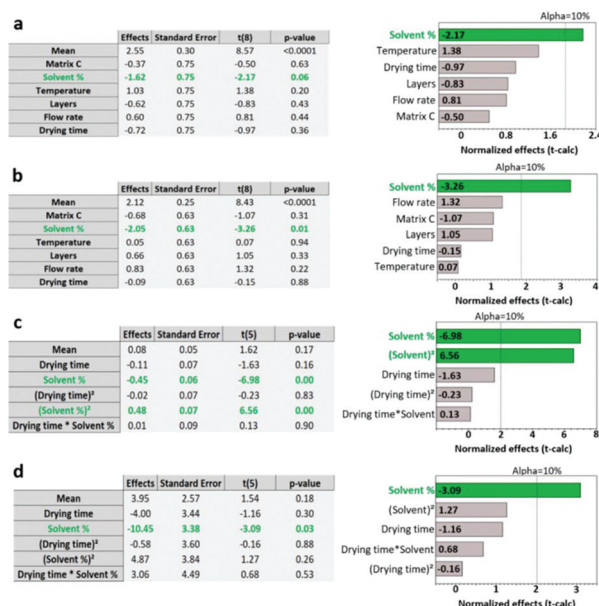 a
Effects Standard Error t(8) p-value
Mean 2.55 0.30 8.57 <0.0001
Matrix C -0.37 0.75 -0.50 0.63
Solvent % -1.62 0.75 -2.17 0.06
Temperature 1.03 0.75 1.38 0.20
Layers -0.62 0.75 -0.83 0.43
Flow rate 0.60 0.75 0.81 0.44
Drying time -0.72 0.75 -0.97 0.36
Alpha=10%
Solvent % -2.17
Temperature 1.38
Drying time -0.97
Layers -0.83
Flow rate 0.81
Matrix C -0.50
0 0.8 1.6 2.4
Normalized effects (t-calc)
b
Effects Standard Error t(8) p-value
Mean 2.12 0.25 8.43 <0.0001
Matrix C -0.68 0.63 -1.07 0.31
Solvent % -2.05 0.63 -3.26 0.01
Temperature 0.05 0.63 0.07 0.94
Layers 0.66 0.63 1.05 0.33
Flow rate 0.83 0.63 1.32 0.22
Drying time -0.09 0.63 -0.15 0.88
Alpha=10%
Solvent % -3.26
Flow rate 1.32
Matrix C -1.07
Layers 1.05
Drying time -0.15
Temperature 0.07
0 1 2 3 4
Normalized effects (t-calc)
c
Effects Standard Error t(5) p-value
Mean 0.08 0.05 1.62 0.17
Drying time -0.11 0.07 -1.63 0.16
Solvent % -0.45 0.06 -6.98 0.00
(Drying time)² -0.02 0.07 -0.23 0.83
(Solvent %)² 0.48 0.07 6.56 0.00
Drying time * Solvent % 0.01 0.09 0.13 0.90
Alpha=10%
Solvent % -6.98
(Solvent)² 6.56
Drying time -1.63
(Drying time)² -0.23
Drying time*Solvent 0.13
0 2 4 6 8
Normalized effects (t-calc)
d
Effects Standard Error t(5) p-value
Mean 3.95 2.57 1.54 0.18
Drying time -4.00 3.44 -1.16 0.30
Solvent % -10.45 3.38 -3.09 0.03
(Drying time)² -0.58 3.60 -0.16 0.88
(Solvent %)² 4.87 3.84 1.27 0.26
Drying time * Solvent % 3.06 4.49 0.68 0.53
Alpha=10%
Solvent % -3.09
(Solvent)² 1.27
Drying time -1.16
Drying time*Solvent 0.68
(Drying time)² -0.16
0 1 2 3
Normalized effects (t-calc)